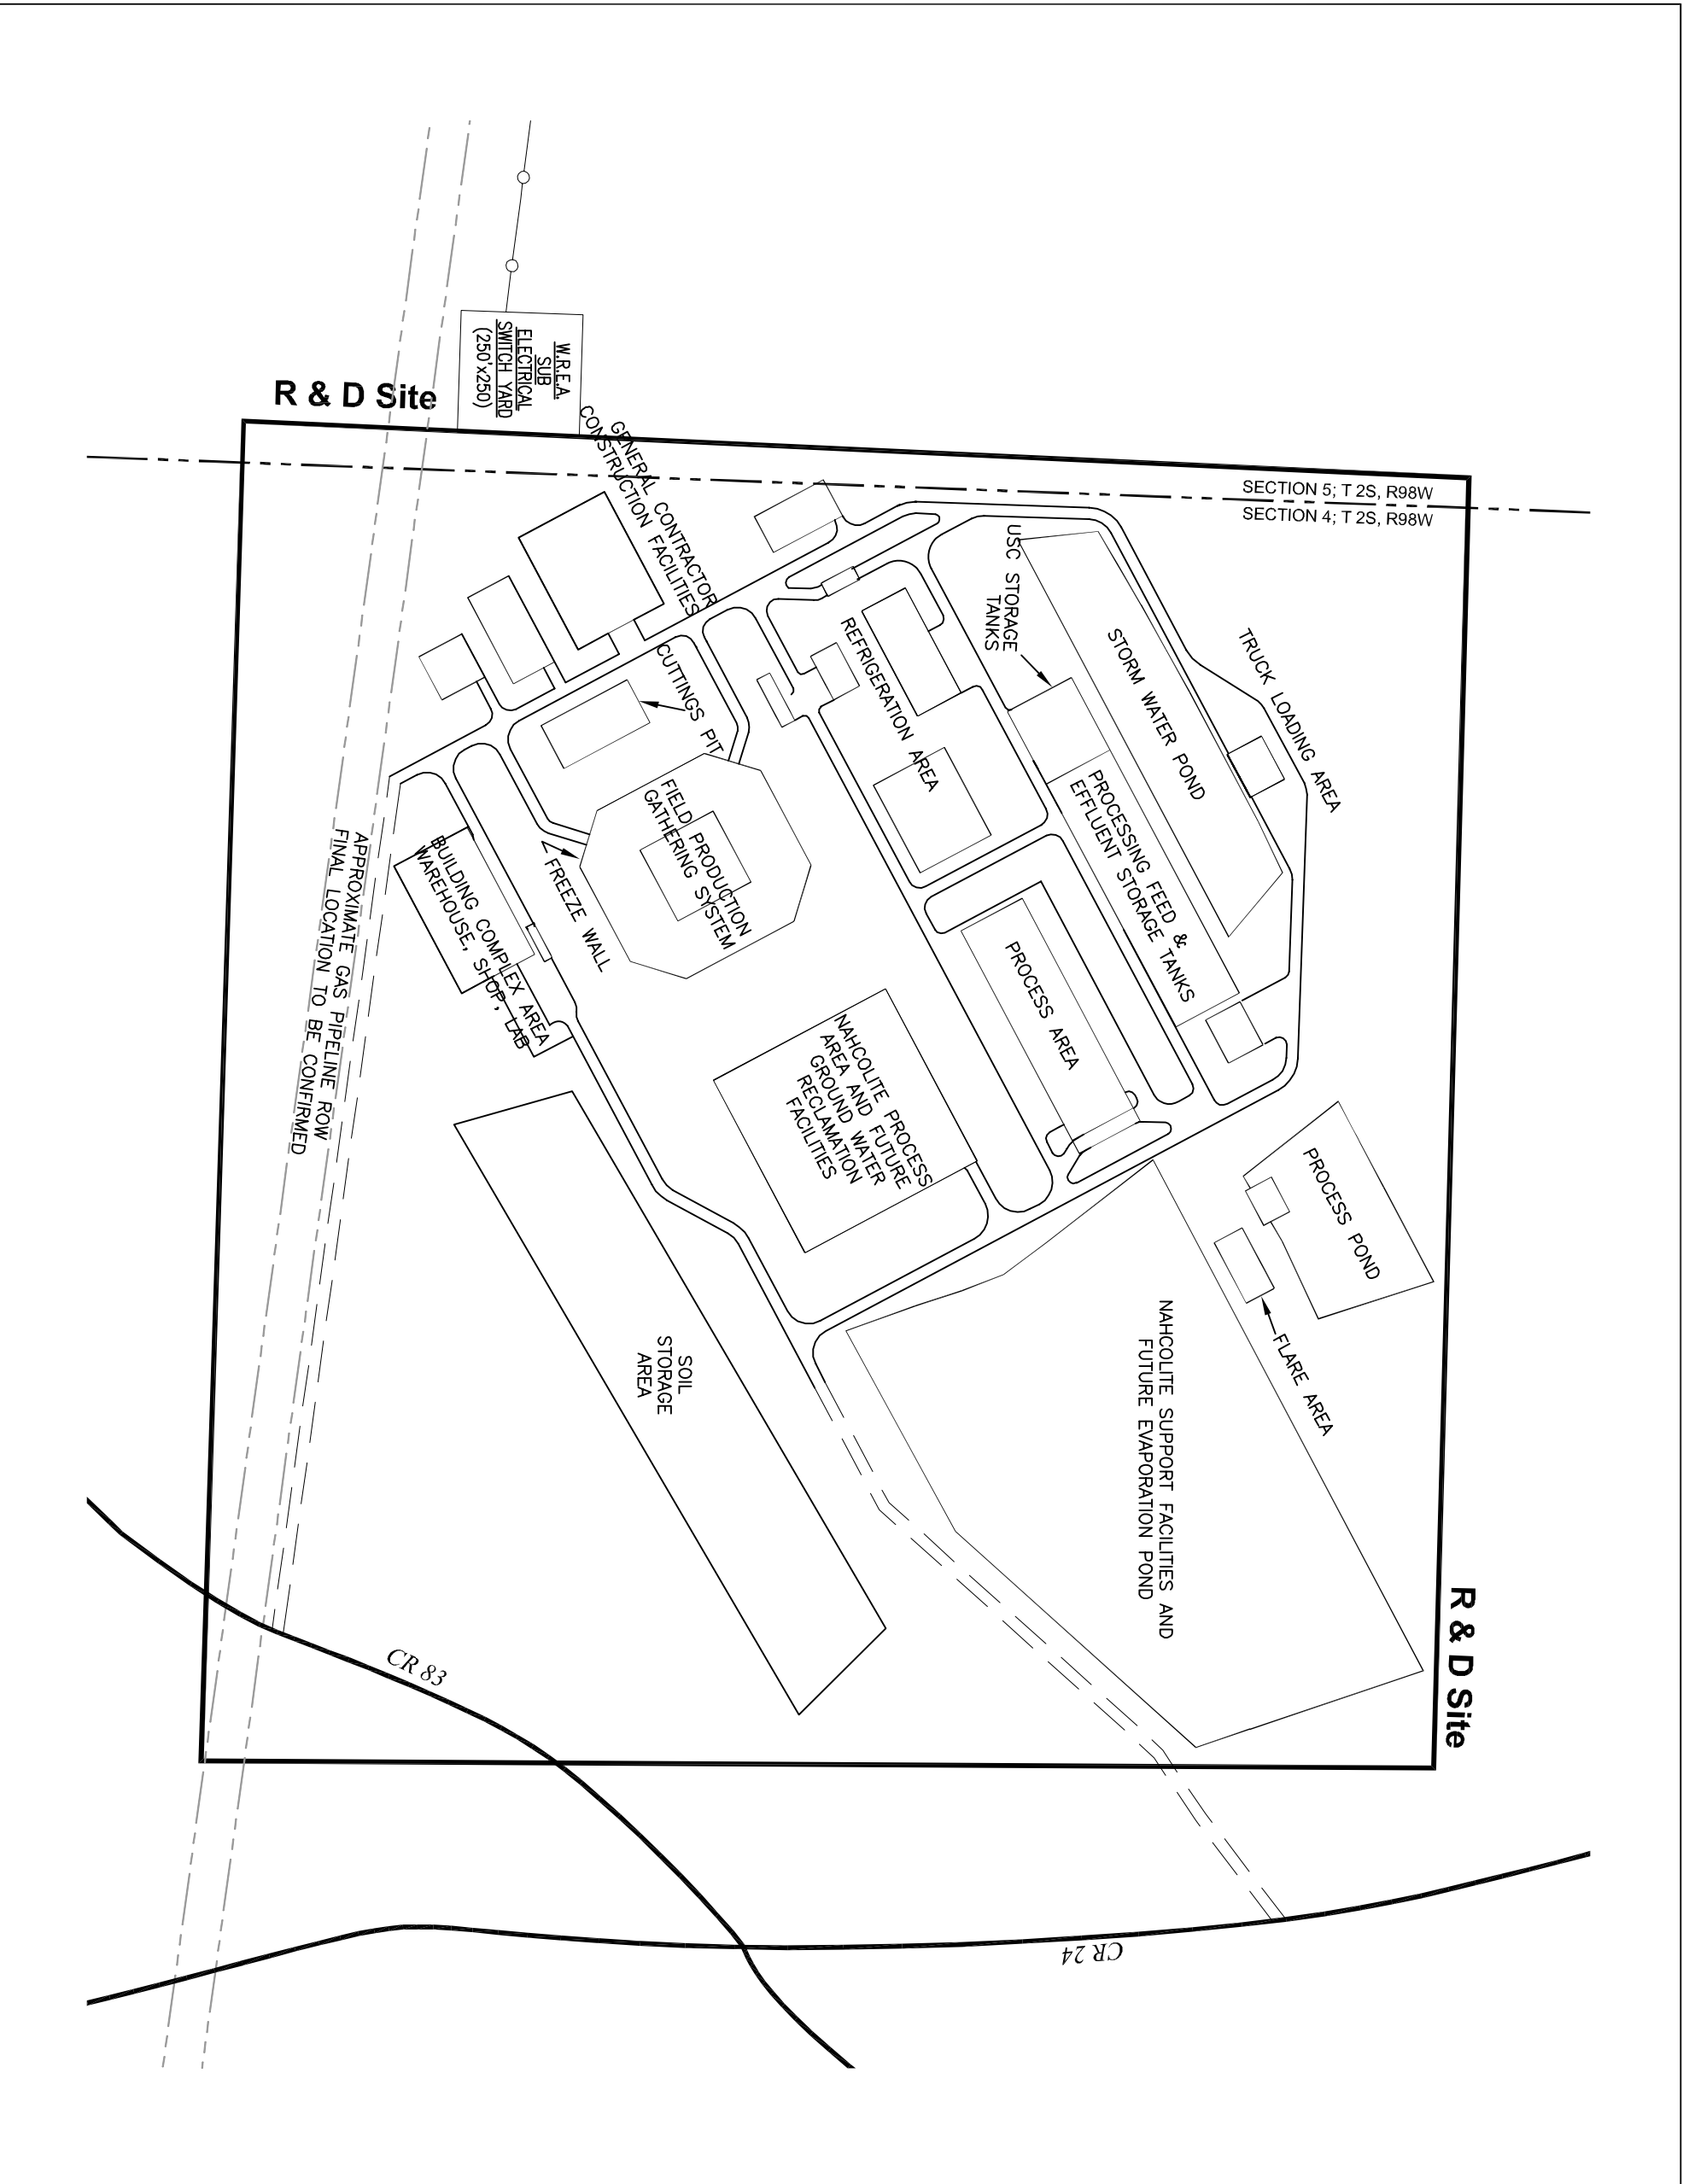 R & D Site
W.R.E.A.
SUB
ELECTRICAL
SWITCH YARD
(250'x250)
GENERAL CONTRACTOR
CONSTRUCTION FACILITIES
SECTION 5; T 2S, R98W
SECTION 4; T 2S, R98W
USC STORAGE
TANKS
STORM WATER POND
TRUCK LOADING AREA
REFRIGERATION AREA
CUTTINGS PIT
PROCESSING FEED &
EFFLUENT STORAGE TANKS
FIELD PRODUCTION
GATHERING SYSTEM
FREEZE WALL
BUILDING COMPLEX AREA
WAREHOUSE, SHOP, LAB
APPROXIMATE GAS PIPELINE ROW
FINAL LOCATION TO BE CONFIRMED
PROCESS AREA
NAHCOLITE PROCESS
AREA AND FUTURE
GROUND WATER
RECLAMATION
FACILITIES
PROCESS POND
FLARE AREA
NAHCOLITE SUPPORT FACILITIES AND
FUTURE EVAPORATION POND
SOIL
STORAGE
AREA
R & D Site
CR 83
CR 24